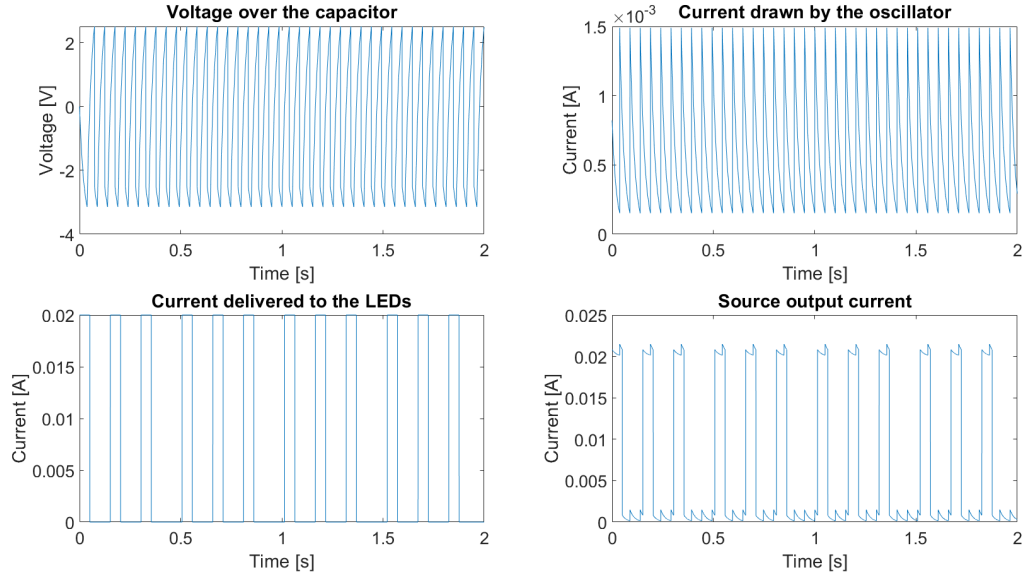 Voltage over the capacitor
Voltage [V]
2
0
-2
-4
0 0.5 1 1.5 2
Time [s]
Current drawn by the oscillator
×10⁻³
Current [A]
1.5
1
0.5
0
0 0.5 1 1.5 2
Time [s]
Current delivered to the LEDs
Current [A]
0.02
0.015
0.01
0.005
0
0 0.5 1 1.5 2
Time [s]
Source output current
Current [A]
0.025
0.02
0.015
0.01
0.005
0
0 0.5 1 1.5 2
Time [s]